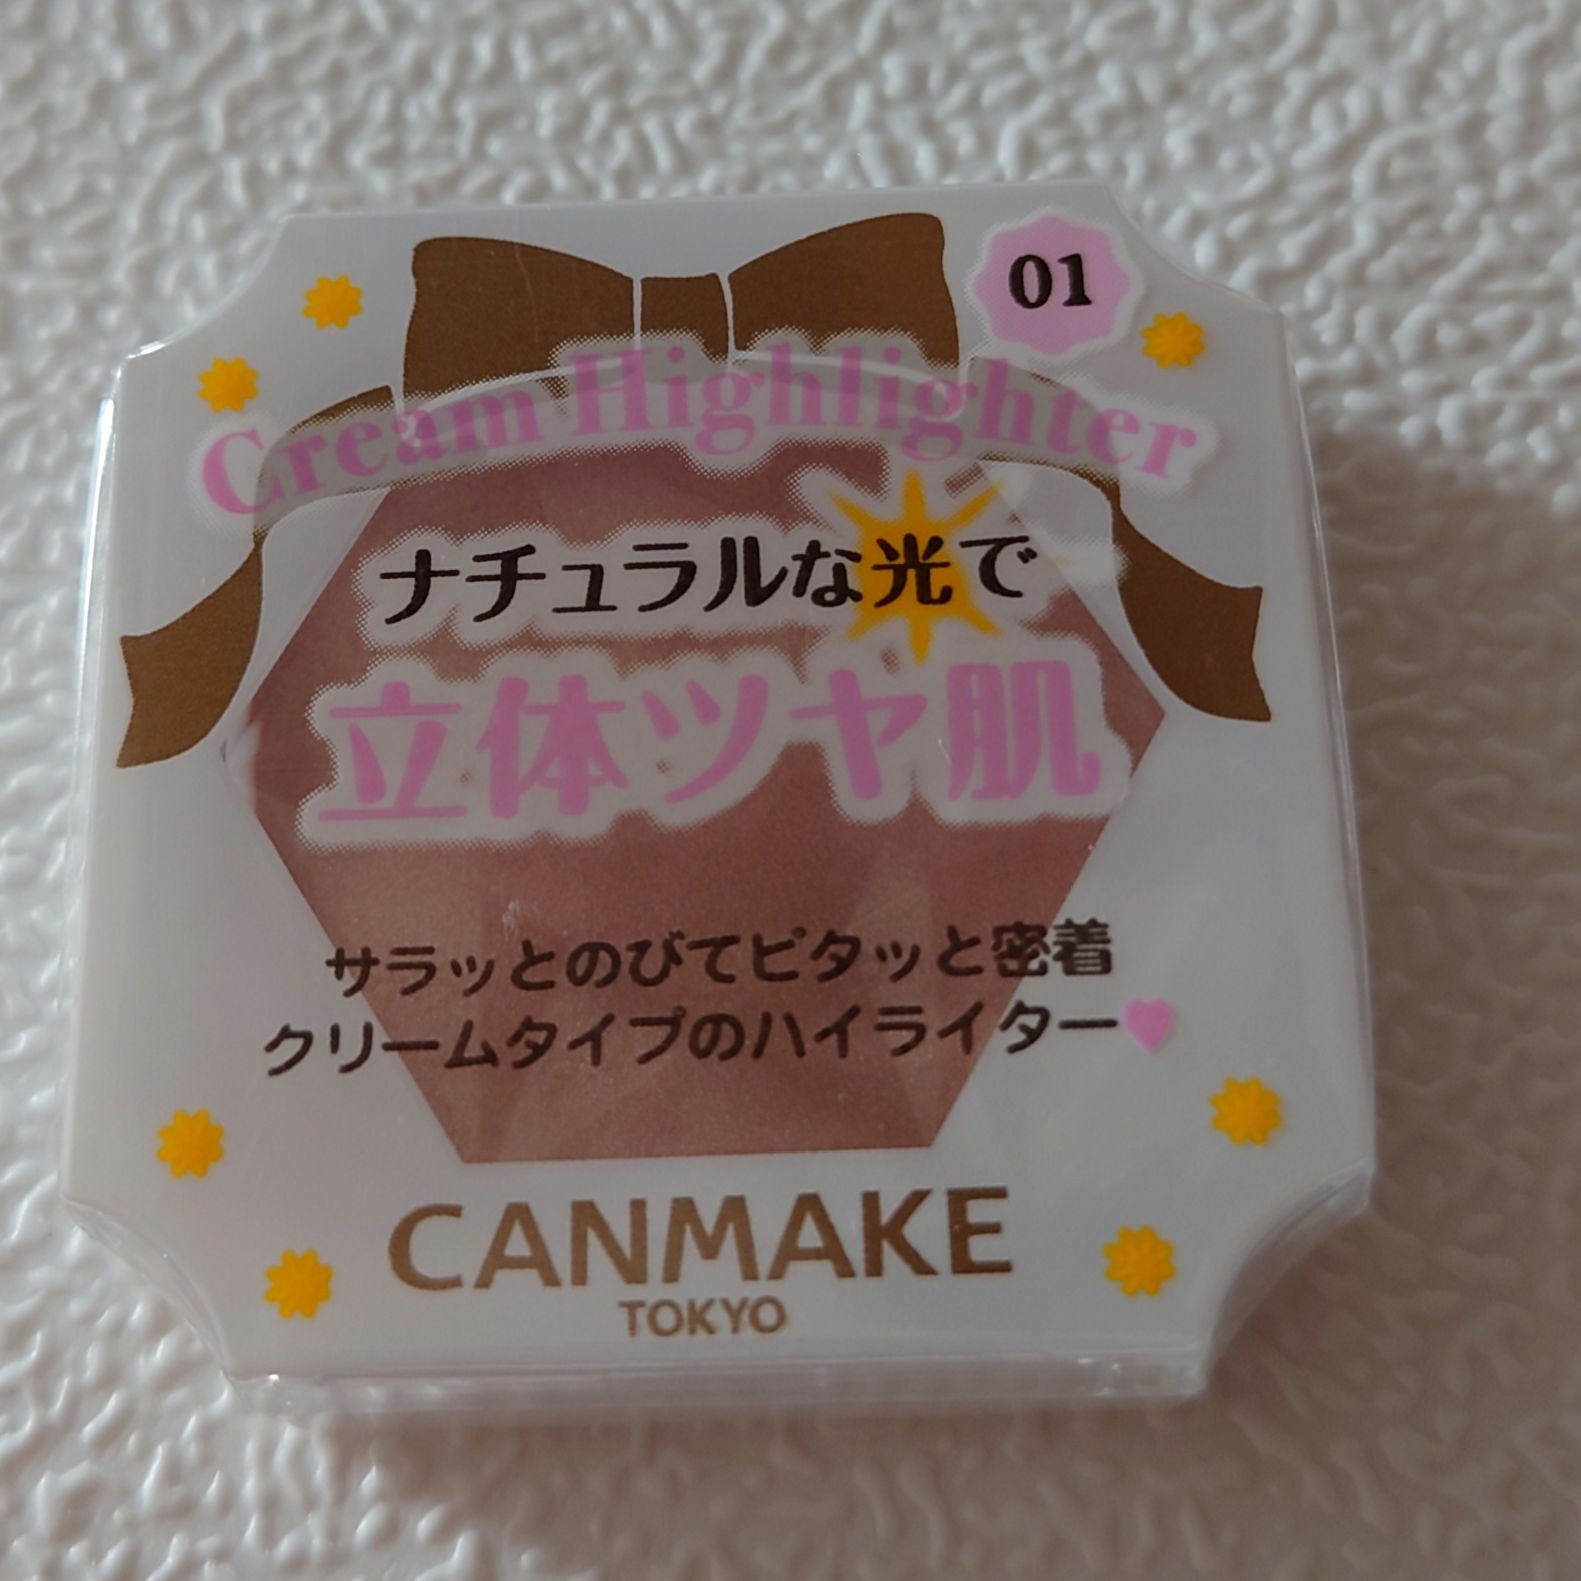 01
Cream Highlighter
ナチュラルな光で
立体ツヤ肌
サラッとのびてピタッと密着
クリームタイプのハイライター
CANMAKE
TOKYO